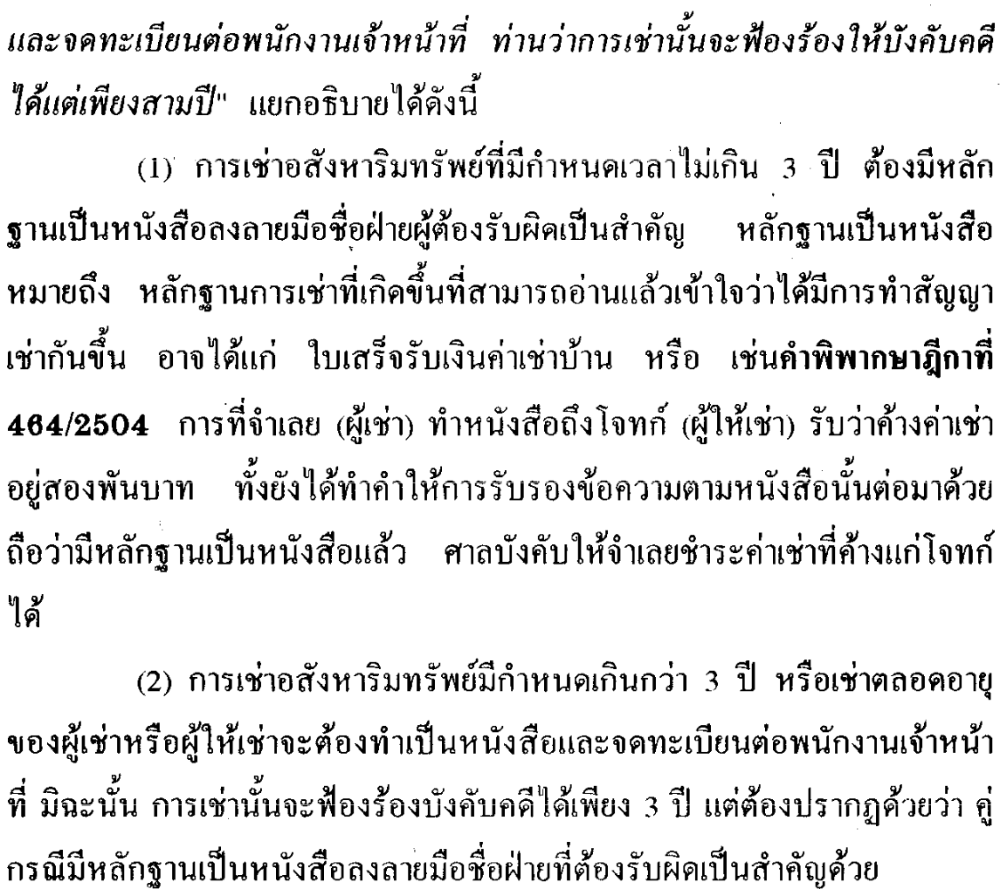 และจดทะเบียนต่อพนักงานเจ้าหน้าที่ ท่านว่าการเช่านั้นจะฟ้องร้องให้บังคับคดี
ได้แต่เพียงสามปี" แยกอธิบายได้ดังนี้
(1) การเช่าอสังหาริมทรัพย์ที่มีกำหนดเวลาไม่เกิน 3 ปี ต้องมีหลัก
ฐานเป็นหนังสือลงลายมือชื่อฝ่ายผู้ต้องรับผิดเป็นสำคัญ หลักฐานเป็นหนังสือ
หมายถึง หลักฐานการเช่าที่เกิดขึ้นที่สามารถอ่านแล้วเข้าใจว่าได้มีการทำสัญญา
เช่ากันขึ้น อาจได้แก่ ใบเสร็จรับเงินค่าเช่าบ้าน หรือ เช่นคำพิพากษาฎีกาที่
464/2504 การที่จำเลย (ผู้เช่า) ทำหนังสือถึงโจทก์ (ผู้ให้เช่า) รับว่าค้างค่าเช่า
อยู่สองพันบาท ทั้งยังได้ทำคำให้การรับรองข้อความตามหนังสือนั้นต่อมาด้วย
ถือว่ามีหลักฐานเป็นหนังสือแล้ว ศาลบังคับให้จำเลยชำระค่าเช่าที่ค้างแก่โจทก์
ได้
(2) การเช่าอสังหาริมทรัพย์มีกำหนดเกินกว่า 3 ปี หรือเช่าตลอดอายุ
ของผู้เช่าหรือผู้ให้เช่าจะต้องทำเป็นหนังสือและจดทะเบียนต่อพนักงานเจ้าหน้า
ที่ มิฉะนั้น การเช่านั้นจะฟ้องร้องบังคับคดีได้เพียง 3 ปี แต่ต้องปรากฏด้วยว่า คู่
กรณีมีหลักฐานเป็นหนังสือลงลายมือชื่อฝ่ายที่ต้องรับผิดเป็นสำคัญด้วย